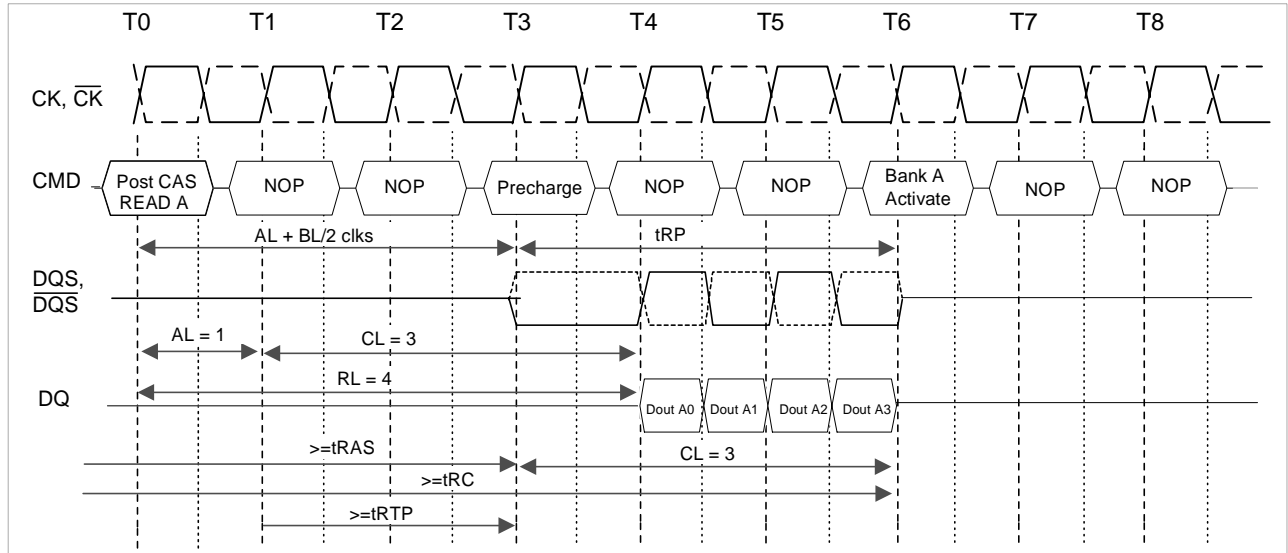 T0 T1 T2 T3 T4 T5 T6 T7 T8
CK, CK
CMD
Post CAS
READ A
NOP
NOP
Precharge
NOP
NOP
Bank A
Activate
NOP
NOP
AL + BL/2 clks
tRP
DQS,
DQS
AL = 1
CL = 3
RL = 4
DQ
Dout A0
Dout A1
Dout A2
Dout A3
>=tRAS
CL = 3
>=tRC
>=tRTP